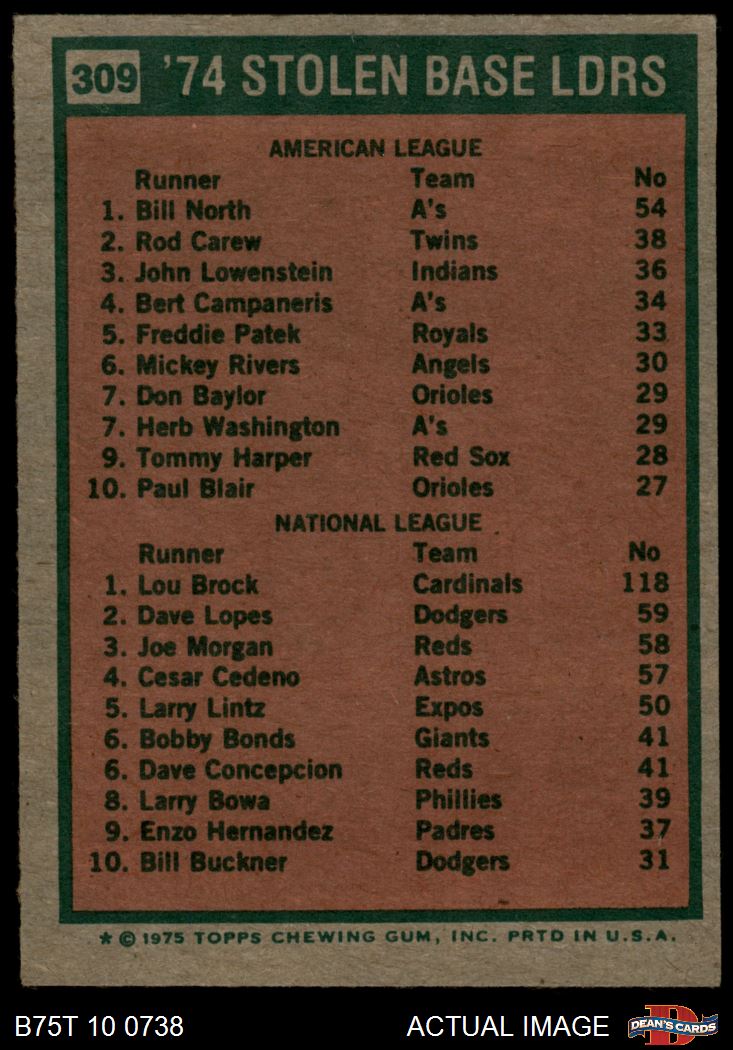 309 '74 STOLEN BASE LDRS
AMERICAN LEAGUE
Runner Team No
1. Bill North A's 54
2. Rod Carew Twins 38
3. John Lowenstein Indians 36
4. Bert Campaneris A's 34
5. Freddie Patek Royals 33
6. Mickey Rivers Angels 30
7. Don Baylor Orioles 29
7. Herb Washington A's 29
9. Tommy Harper Red Sox 28
10. Paul Blair Orioles 27
NATIONAL LEAGUE
Runner Team No
1. Lou Brock Cardinals 118
2. Dave Lopes Dodgers 59
3. Joe Morgan Reds 58
4. Cesar Cedeno Astros 57
5. Larry Lintz Expos 50
6. Bobby Bonds Giants 41
6. Dave Concepcion Reds 41
8. Larry Bowa Phillies 39
9. Enzo Hernandez Padres 37
10. Bill Buckner Dodgers 31
* © 1975 TOPPS CHEWING GUM, INC. PRTD IN U.S.A.
B75T 10 0738 ACTUAL IMAGE D DEAN'S CARDS